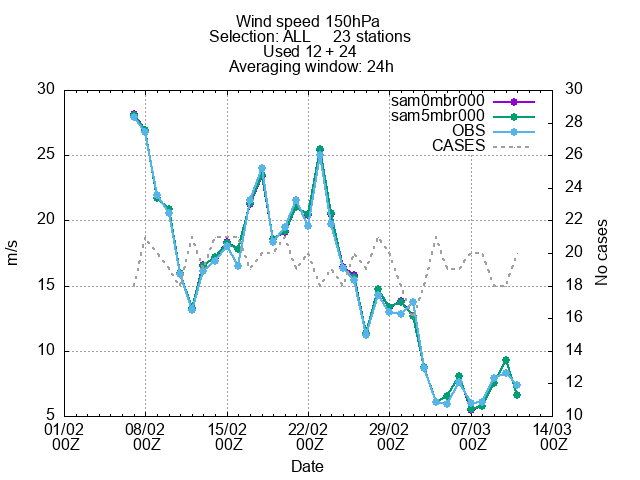 Wind speed 150hPa
Selection: ALL 23 stations
Used 12 + 24
Averaging window: 24h
sam0mbr000
sam5mbr000
OBS
CASES
30
25
20
15
10
5
m/s
30
28
26
24
22
20
18
16
14
12
10
No cases
01/02 08/02 15/02 22/02 29/02 07/03 14/03
00Z 00Z 00Z 00Z 00Z 00Z 00Z
Date